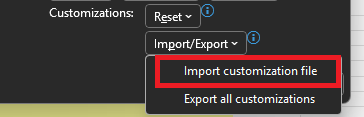 Customizations: Reset
Import/Export
Import customization file
Export all customizations